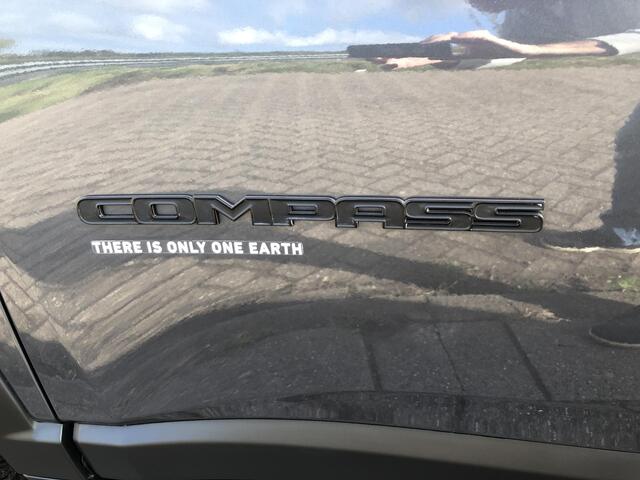 COMPASS
THERE IS ONLY ONE EARTH